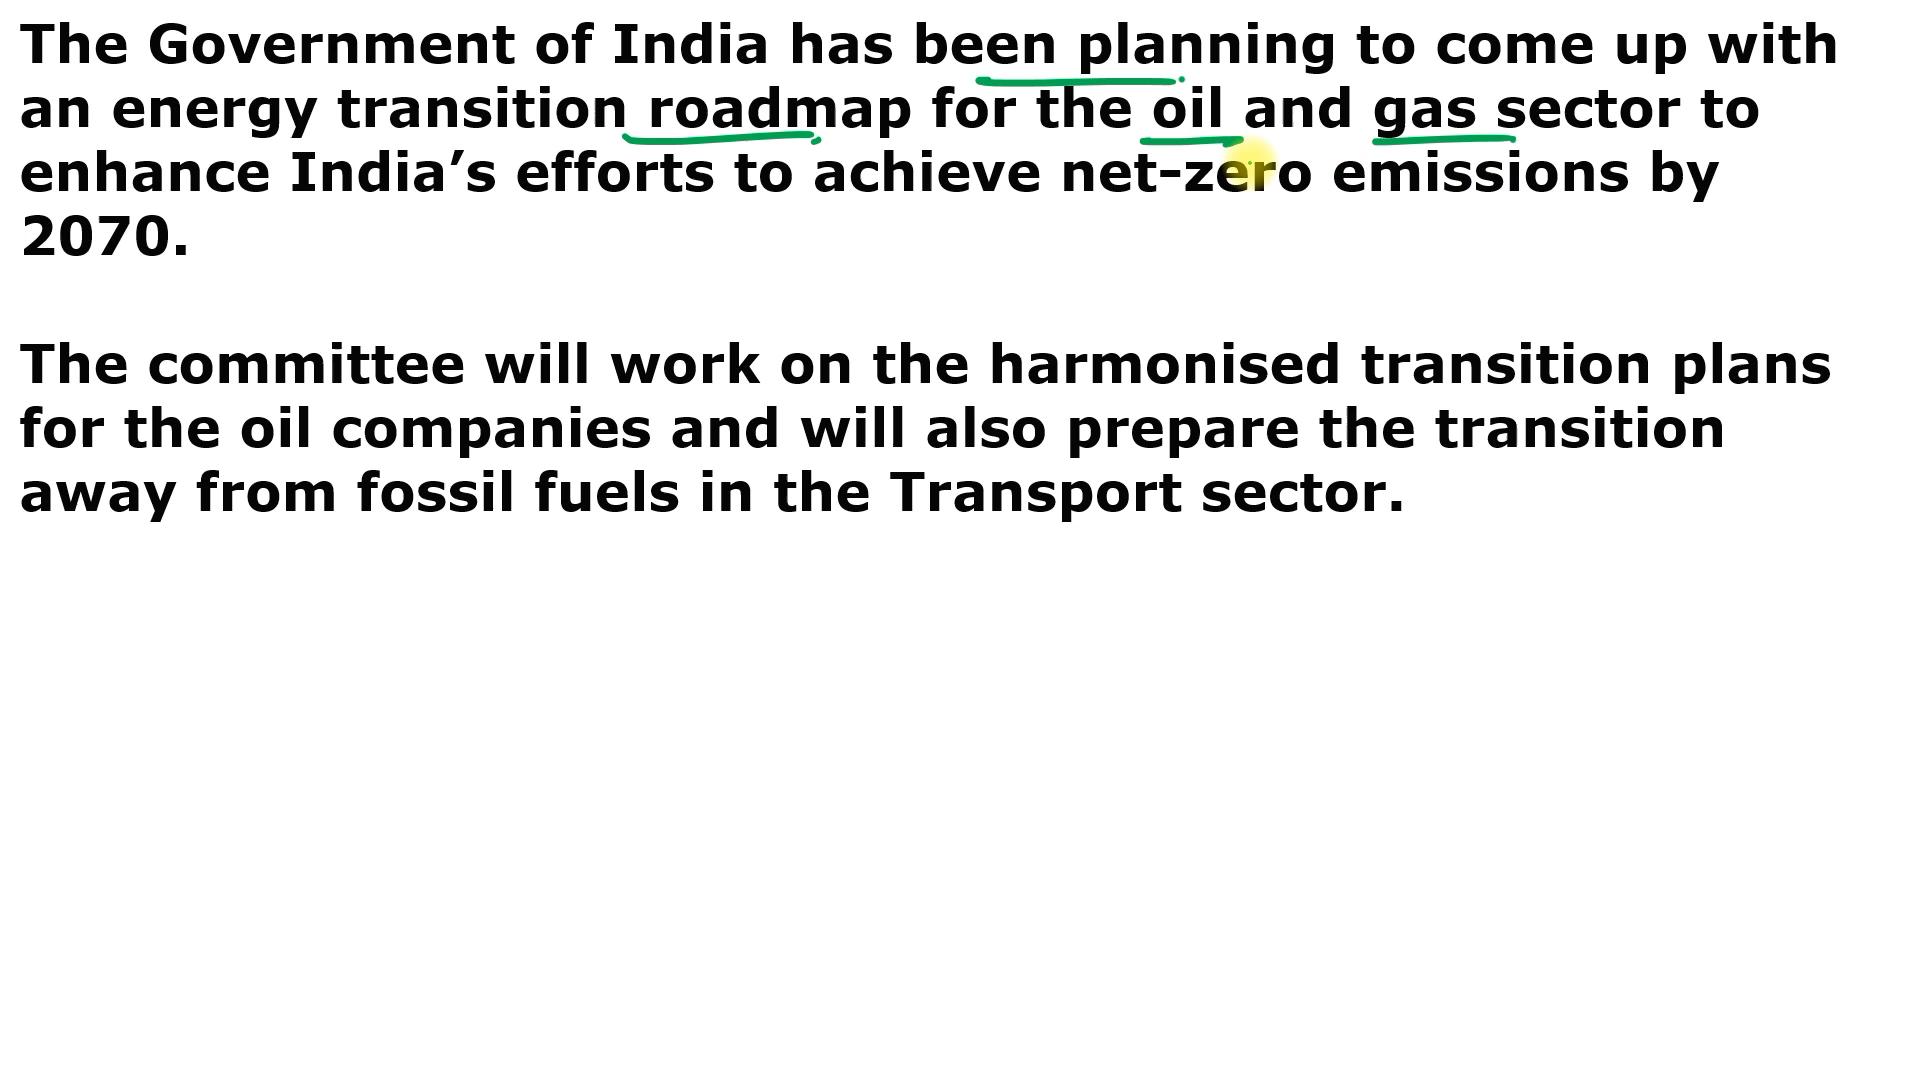 The Government of India has been planning to come up with
an energy transition roadmap for the oil and gas sector to
enhance India’s efforts to achieve net-zero emissions by
2070.
The committee will work on the harmonised transition plans
for the oil companies and will also prepare the transition
away from fossil fuels in the Transport sector.